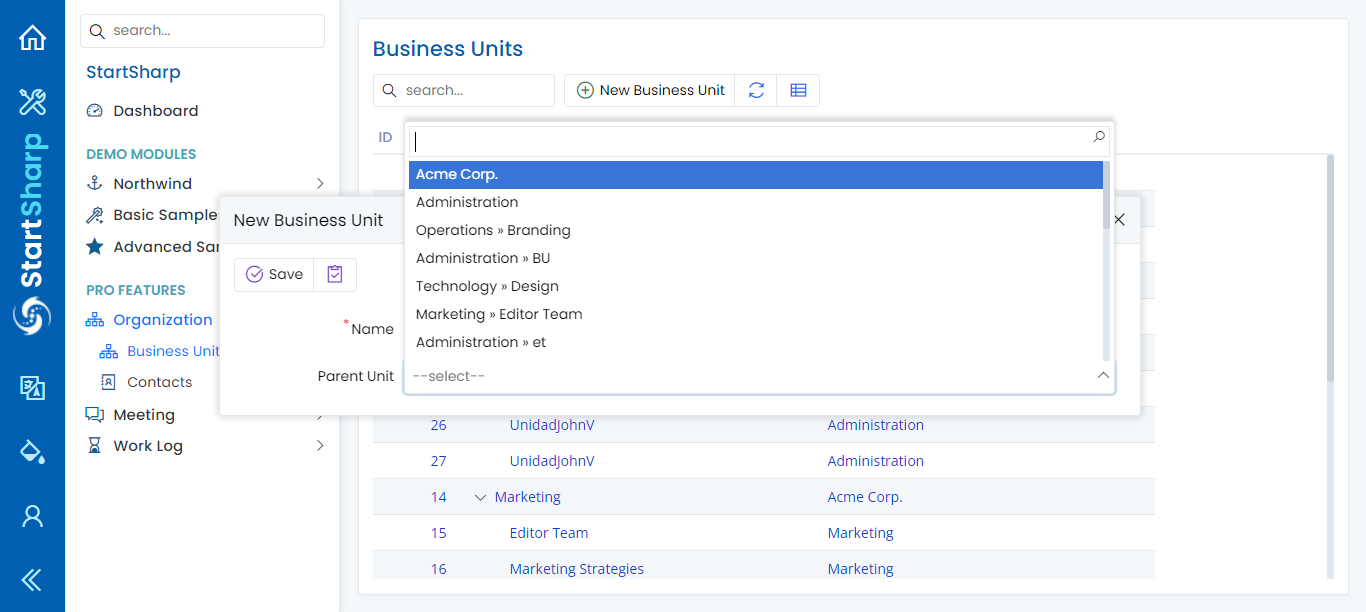 StartSharp
search...
StartSharp
Dashboard
DEMO MODULES
Northwind
Basic Sample
Advanced Sa
PRO FEATURES
Organization
Business Unit
Contacts
Meeting
Work Log
Business Units
search...
New Business Unit
ID
Acme Corp.
Administration
Operations » Branding
Administration » BU
Technology » Design
Marketing » Editor Team
Administration » et
New Business Unit
Save
*Name
Parent Unit --select--
26 UnidadJohnV Administration
27 UnidadJohnV Administration
14 Marketing Acme Corp.
15 Editor Team Marketing
16 Marketing Strategies Marketing